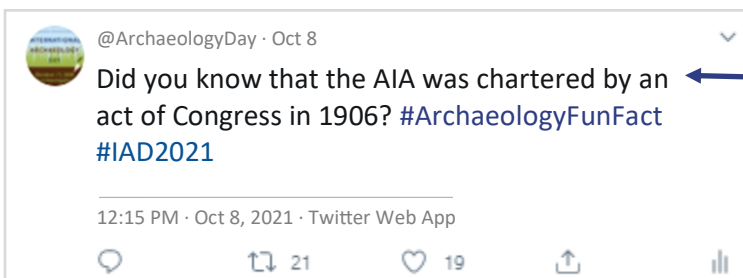 @ArchaeologyDay · Oct 8
Did you know that the AIA was chartered by an
act of Congress in 1906? #ArchaeologyFunFact
#IAD2021
12:15 PM · Oct 8, 2021 · Twitter Web App
21 19